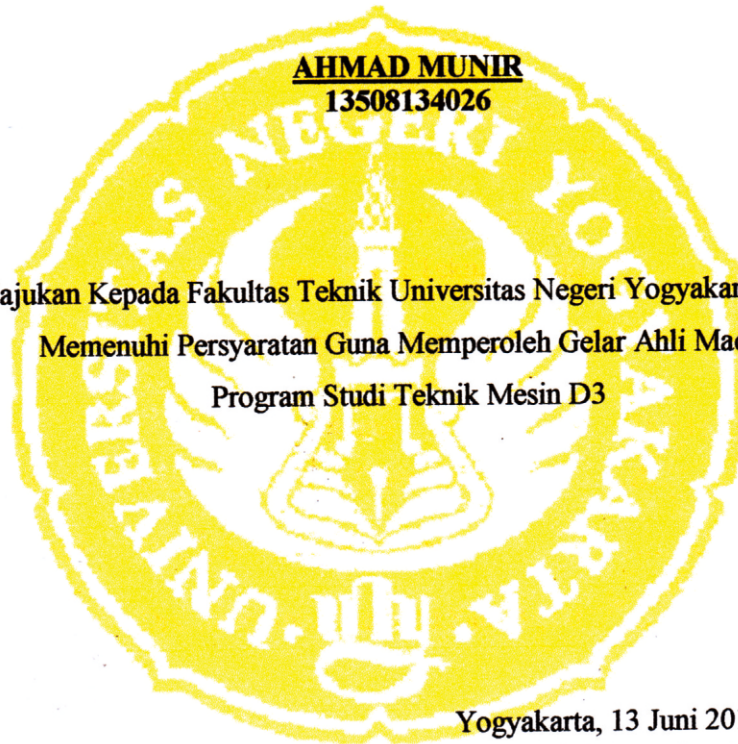 AHMAD MUNIR
13508134026
ajukan Kepada Fakultas Teknik Universitas Negeri Yogyakar
Memenuhi Persyaratan Guna Memperoleh Gelar Ahli Mad
Program Studi Teknik Mesin D3
UNIVERSITAS NEGERI YOGYAKARTA
Yogyakarta, 13 Juni 20